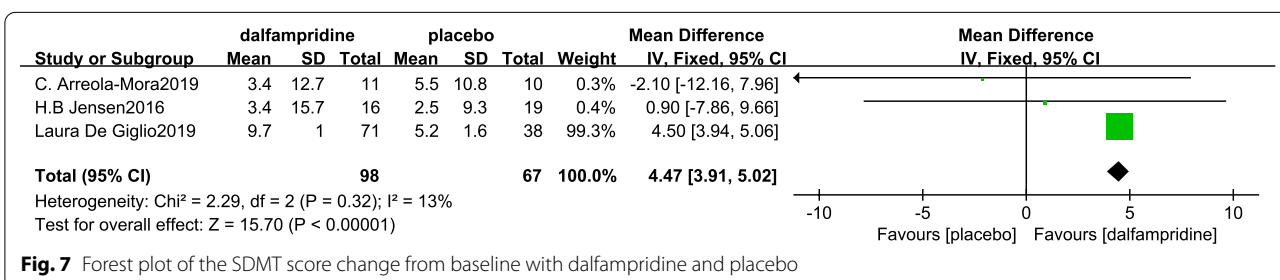 dalfampridine placebo Mean Difference Mean Difference
Study or Subgroup Mean SD Total Mean SD Total Weight IV, Fixed, 95% CI IV, Fixed, 95% CI
C. Arreola-Mora2019 3.4 12.7 11 5.5 10.8 10 0.3% -2.10 [-12.16, 7.96]
H.B Jensen2016 3.4 15.7 16 2.5 9.3 19 0.4% 0.90 [-7.86, 9.66]
Laura De Giglio2019 9.7 1 71 5.2 1.6 38 99.3% 4.50 [3.94, 5.06]
Total (95% CI) 98 67 100.0% 4.47 [3.91, 5.02]
Heterogeneity: Chi² = 2.29, df = 2 (P = 0.32); I² = 13%
Test for overall effect: Z = 15.70 (P < 0.00001)
-10 -5 0 5 10
Favours [placebo] Favours [dalfampridine]
Fig. 7 Forest plot of the SDMT score change from baseline with dalfampridine and placebo